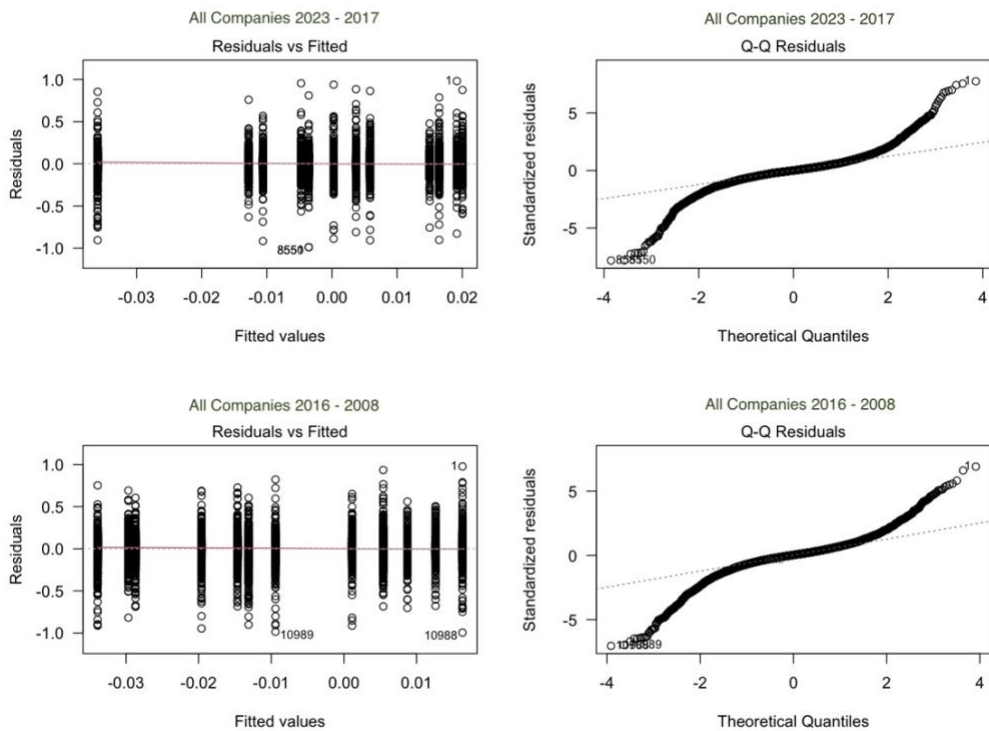 All Companies 2023 - 2017
Residuals vs Fitted
Residuals
1.0
0.5
0.0
-0.5
-1.0
1
-0.03
-0.02
-0.01
0.00
0.01
0.02
Fitted values
All Companies 2023 - 2017
Q-Q Residuals
Standardized residuals
5
0
-5
1
-4
-2
0
2
4
Theoretical Quantiles
All Companies 2016 - 2008
Residuals vs Fitted
Residuals
1.0
0.5
0.0
-0.5
-1.0
1
10989
10988
-0.03
-0.02
-0.01
0.00
0.01
Fitted values
All Companies 2016 - 2008
Q-Q Residuals
Standardized residuals
5
0
-5
1
-4
-2
0
2
4
Theoretical Quantiles